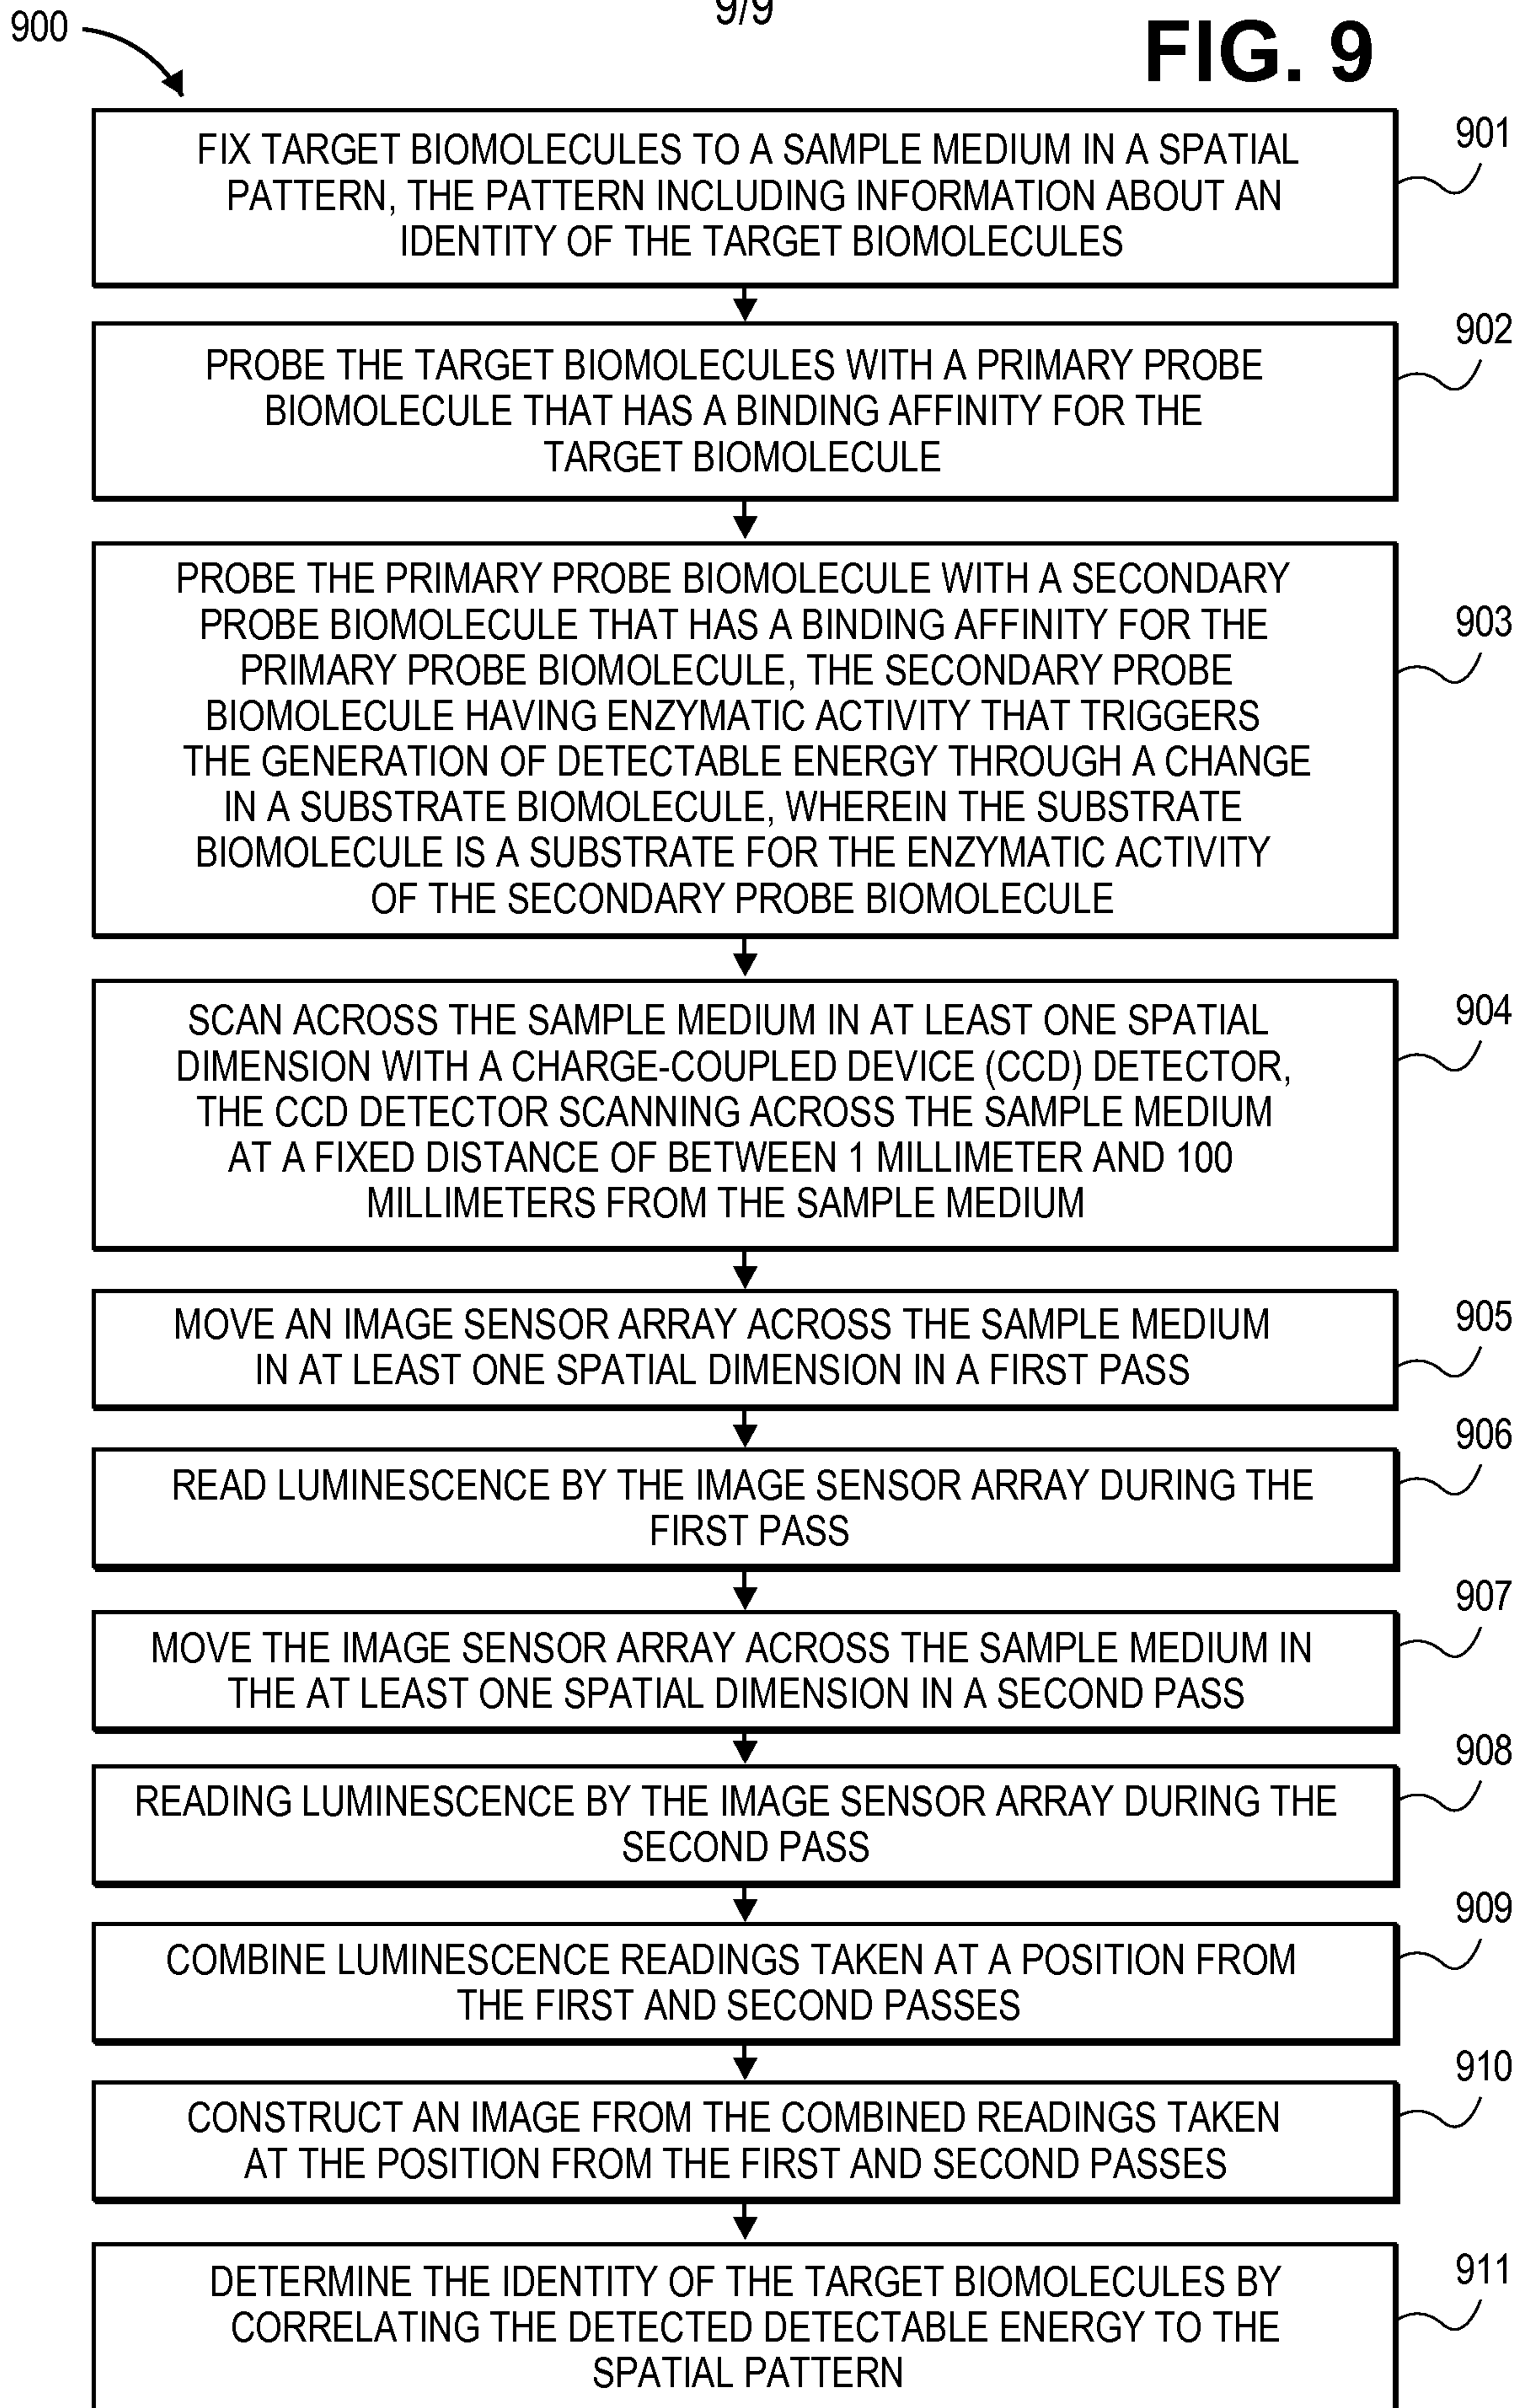 9/9
900
FIG. 9
901
FIX TARGET BIOMOLECULES TO A SAMPLE MEDIUM IN A SPATIAL
PATTERN, THE PATTERN INCLUDING INFORMATION ABOUT AN
IDENTITY OF THE TARGET BIOMOLECULES
902
PROBE THE TARGET BIOMOLECULES WITH A PRIMARY PROBE
BIOMOLECULE THAT HAS A BINDING AFFINITY FOR THE
TARGET BIOMOLECULE
903
PROBE THE PRIMARY PROBE BIOMOLECULE WITH A SECONDARY
PROBE BIOMOLECULE THAT HAS A BINDING AFFINITY FOR THE
PRIMARY PROBE BIOMOLECULE, THE SECONDARY PROBE
BIOMOLECULE HAVING ENZYMATIC ACTIVITY THAT TRIGGERS
THE GENERATION OF DETECTABLE ENERGY THROUGH A CHANGE
IN A SUBSTRATE BIOMOLECULE, WHEREIN THE SUBSTRATE
BIOMOLECULE IS A SUBSTRATE FOR THE ENZYMATIC ACTIVITY
OF THE SECONDARY PROBE BIOMOLECULE
904
SCAN ACROSS THE SAMPLE MEDIUM IN AT LEAST ONE SPATIAL
DIMENSION WITH A CHARGE-COUPLED DEVICE (CCD) DETECTOR,
THE CCD DETECTOR SCANNING ACROSS THE SAMPLE MEDIUM
AT A FIXED DISTANCE OF BETWEEN 1 MILLIMETER AND 100
MILLIMETERS FROM THE SAMPLE MEDIUM
905
MOVE AN IMAGE SENSOR ARRAY ACROSS THE SAMPLE MEDIUM
IN AT LEAST ONE SPATIAL DIMENSION IN A FIRST PASS
906
READ LUMINESCENCE BY THE IMAGE SENSOR ARRAY DURING THE
FIRST PASS
907
MOVE THE IMAGE SENSOR ARRAY ACROSS THE SAMPLE MEDIUM IN
THE AT LEAST ONE SPATIAL DIMENSION IN A SECOND PASS
908
READING LUMINESCENCE BY THE IMAGE SENSOR ARRAY DURING THE
SECOND PASS
909
COMBINE LUMINESCENCE READINGS TAKEN AT A POSITION FROM
THE FIRST AND SECOND PASSES
910
CONSTRUCT AN IMAGE FROM THE COMBINED READINGS TAKEN
AT THE POSITION FROM THE FIRST AND SECOND PASSES
911
DETERMINE THE IDENTITY OF THE TARGET BIOMOLECULES BY
CORRELATING THE DETECTED DETECTABLE ENERGY TO THE
SPATIAL PATTERN